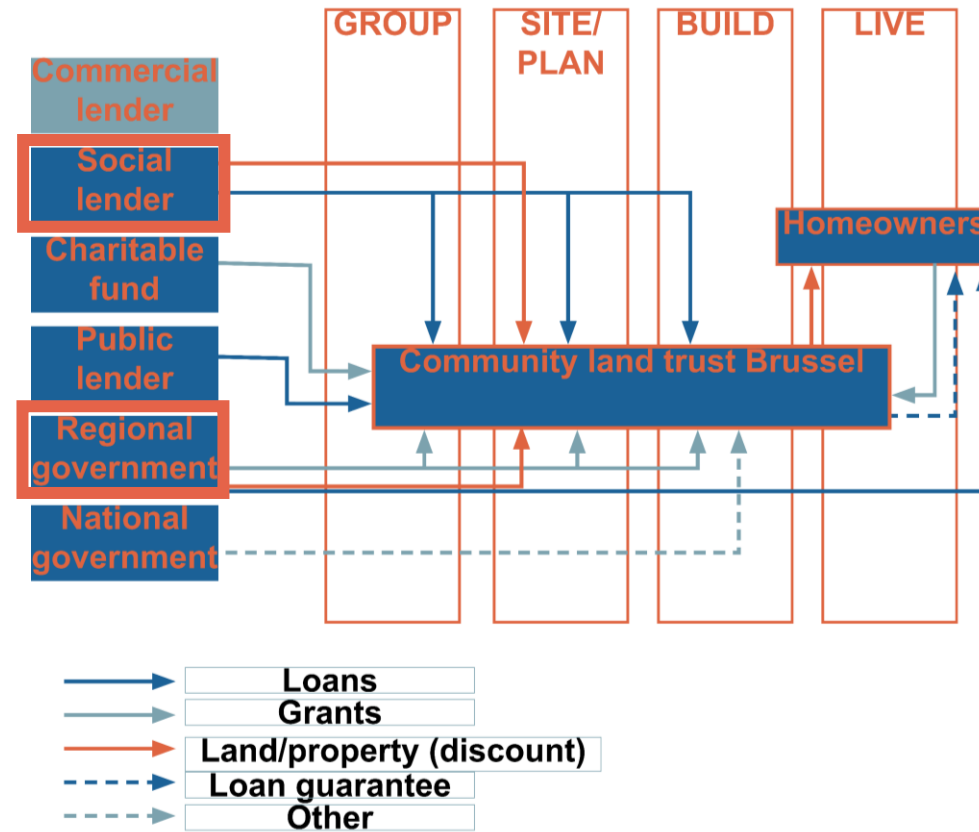 GROUP
SITE/
PLAN
BUILD
LIVE
Commercial
lender
Social
lender
Charitable
fund
Public
lender
Regional
government
National
government
Homeowners
Community land trust Brussel
Loans
Grants
Land/property (discount)
Loan guarantee
Other